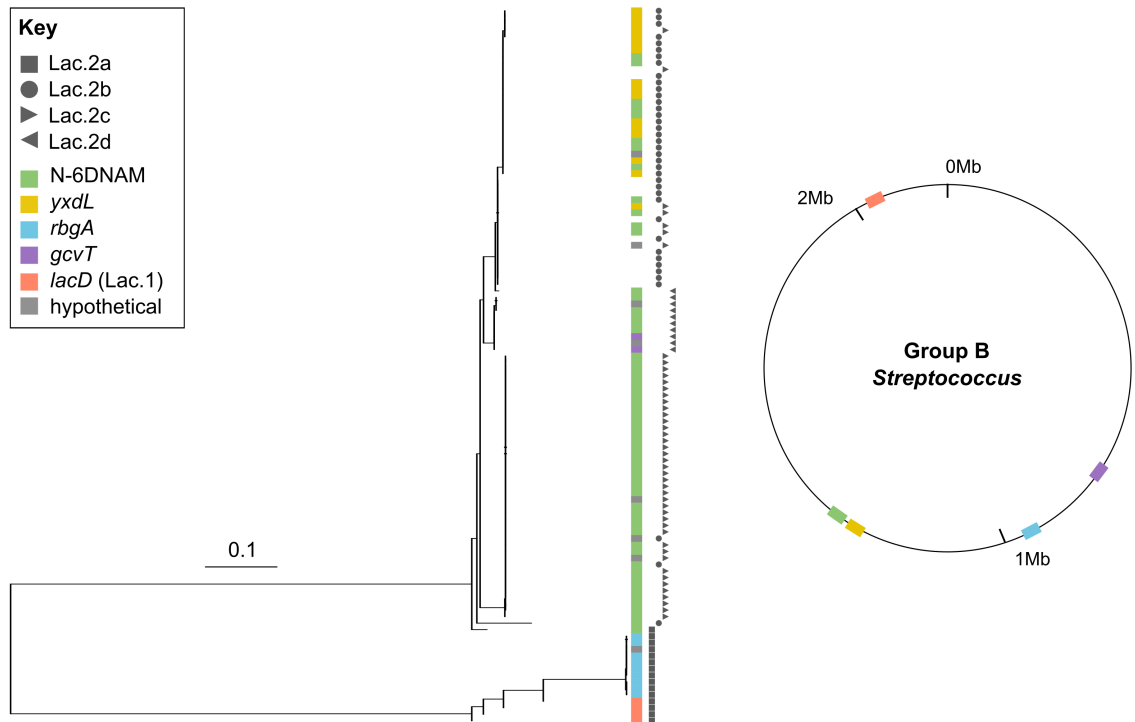 Key
Lac.2a
Lac.2b
Lac.2c
Lac.2d
N-6DNAM
yxdL
rbgA
gcvT
lacD (Lac.1)
hypothetical
0.1
0Mb
2Mb
Group B
Streptococcus
1Mb